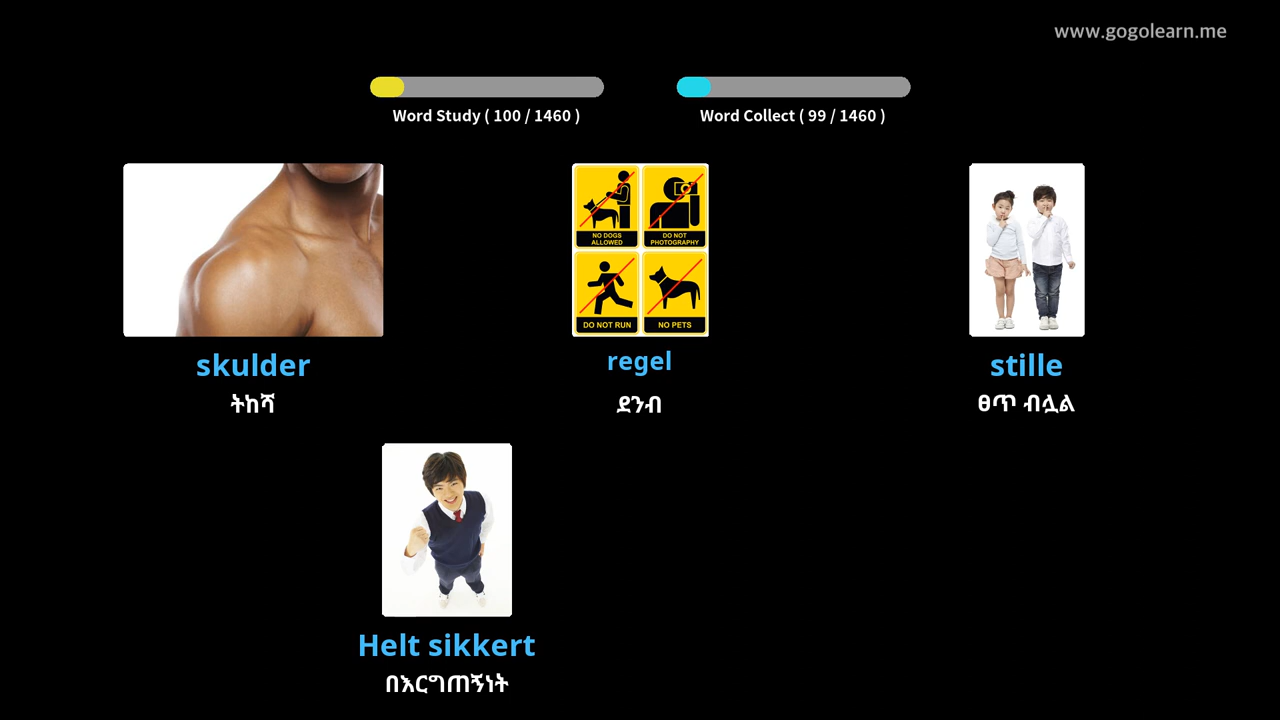 www.gogolearn.me
Word Study ( 100 / 1460 )
Word Collect ( 99 / 1460 )
NO DOGS
ALLOWED
DO NOT
PHOTOGRAPHY
DO NOT RUN
NO PETS
skulder
regel
stille
ትከሻ
ደንብ
ፀጥ ብሏል
Helt sikkert
በእርግጠኝነት